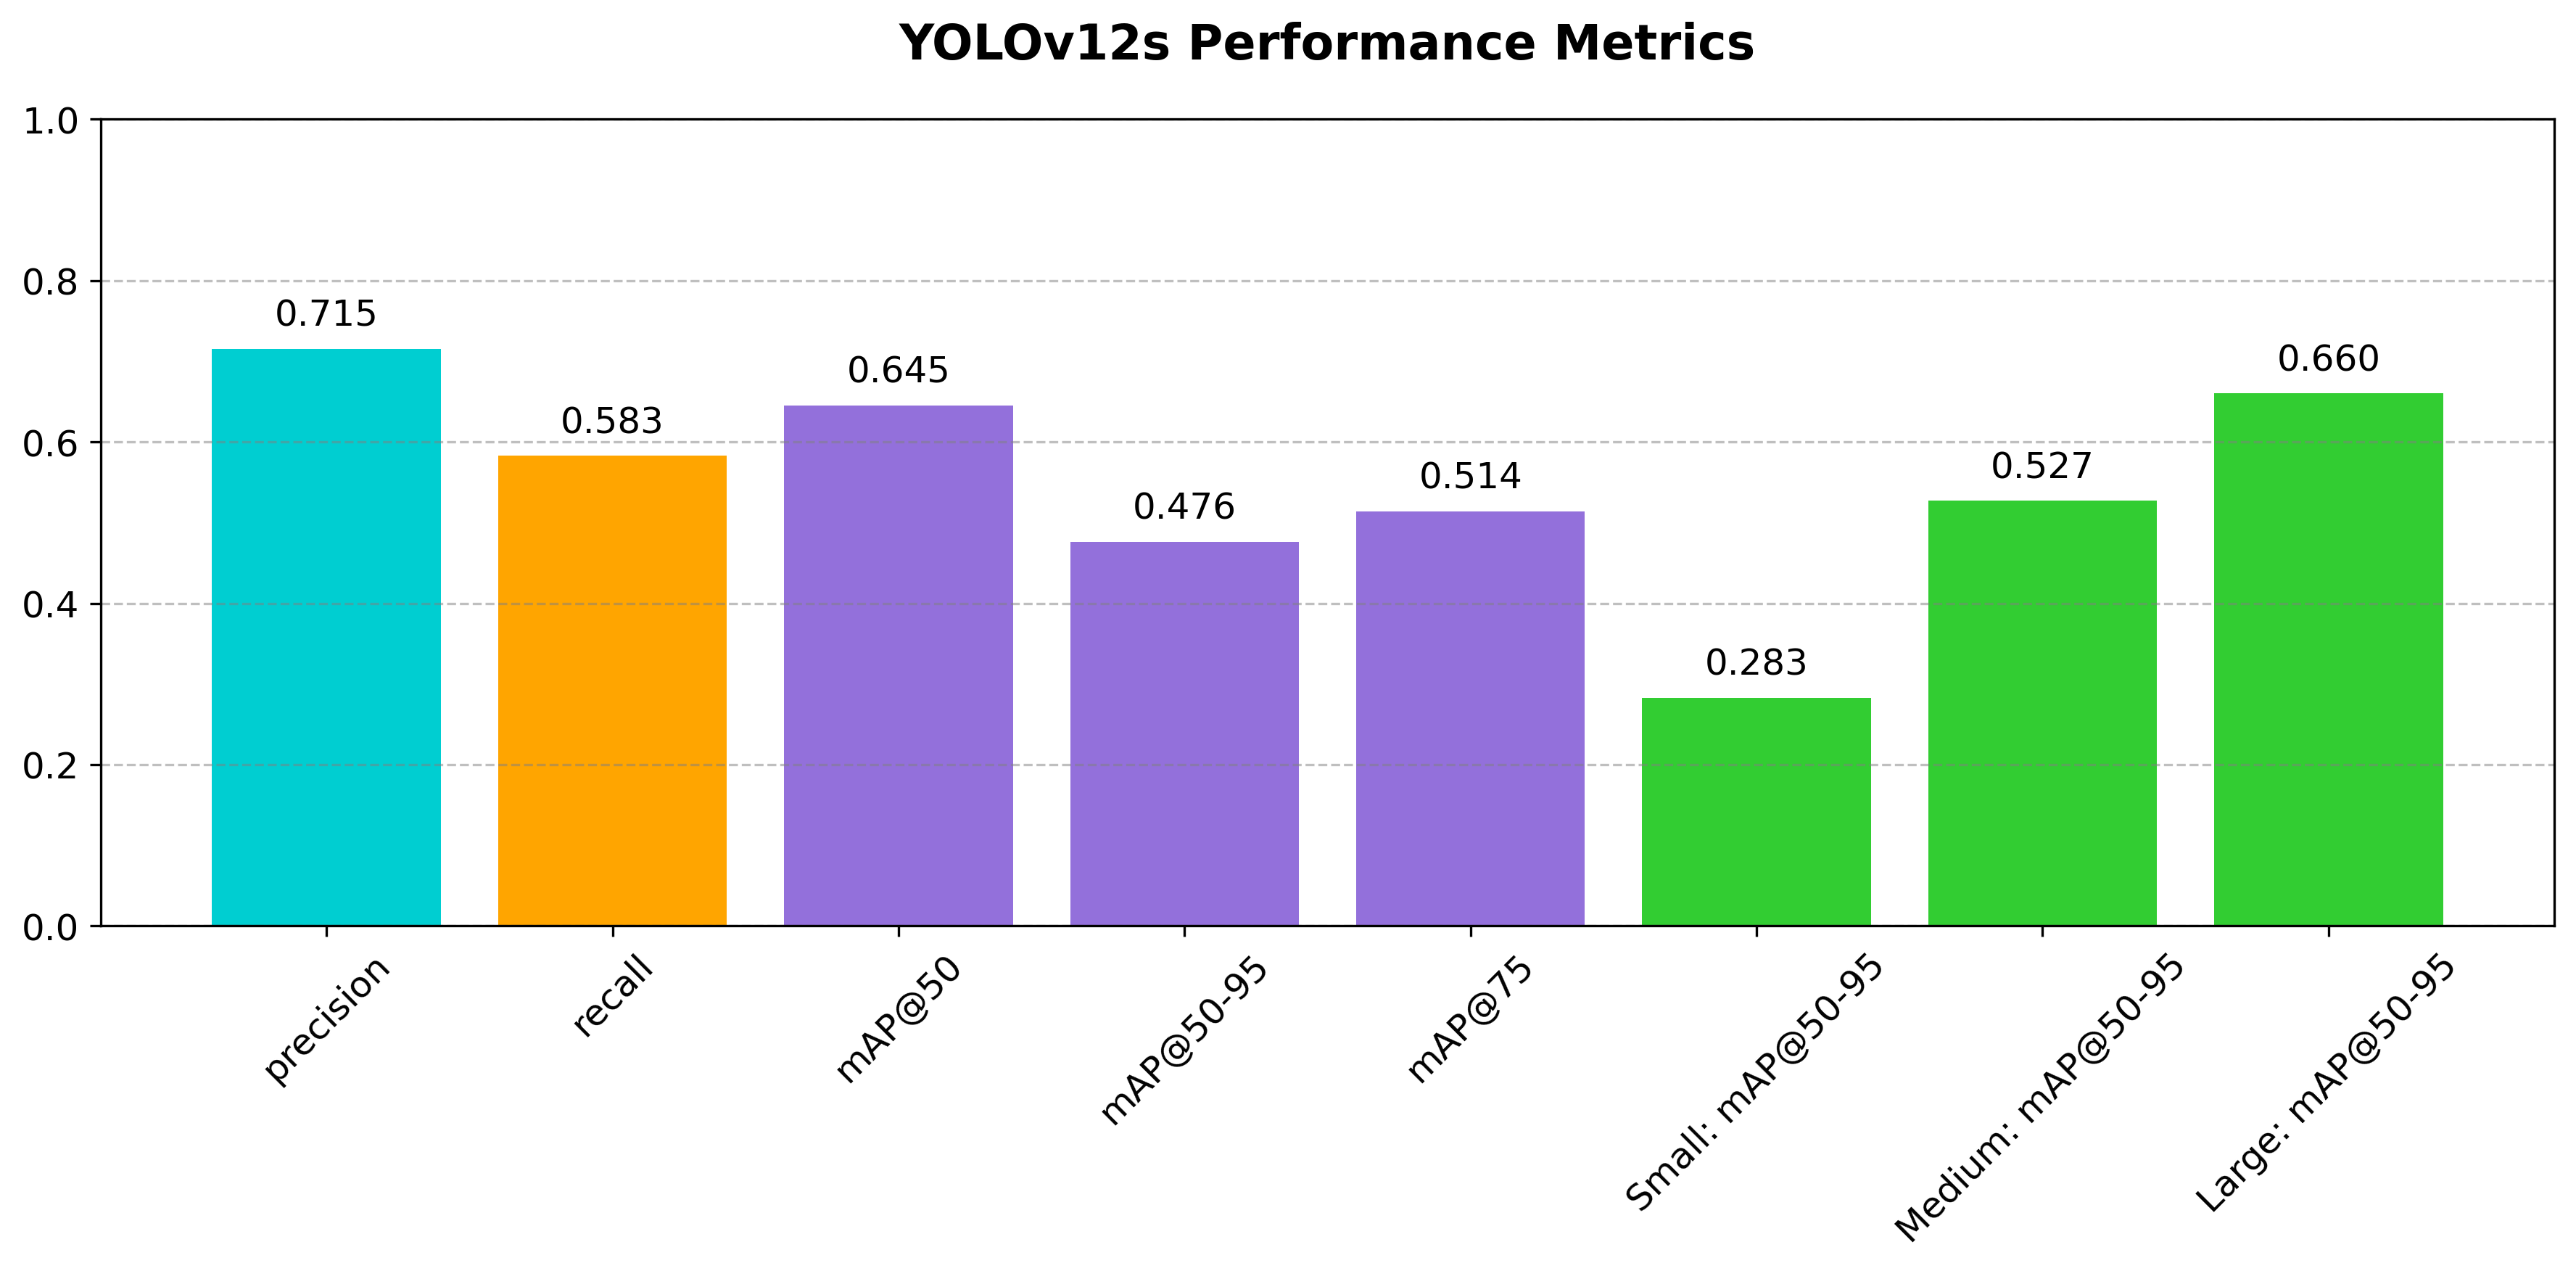 YOLOv12s Performance Metrics
1.0
0.8
0.6
0.4
0.2
0.0
0.715
0.583
0.645
0.476
0.514
0.283
0.527
0.660
precision
recall
mAP@50
mAP@50-95
mAP@75
Small: mAP@50-95
Medium: mAP@50-95
Large: mAP@50-95